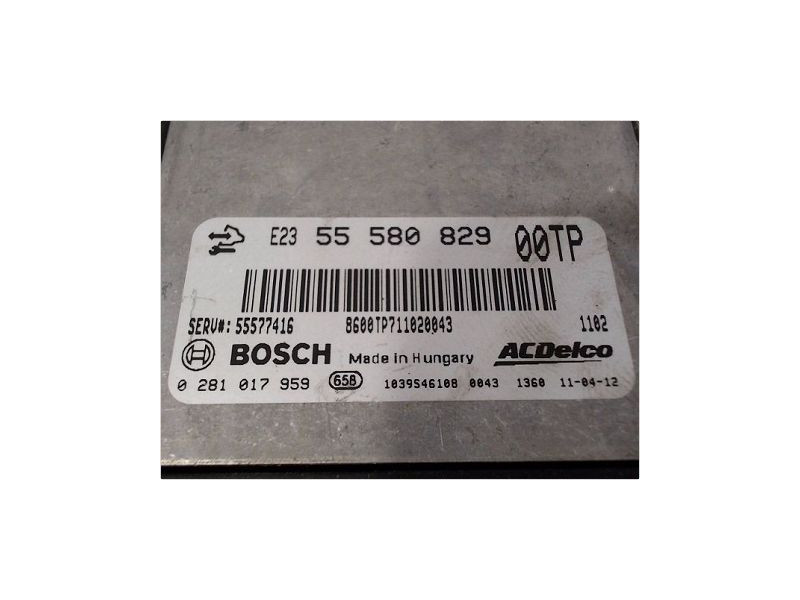 E23 55 580 829 00TP
SERV#: 55577416 8600TP711020043 1102
BOSCH Made in Hungary ACDelco
0 281 017 959 658 1039S46108 0043 1360 11-04-12